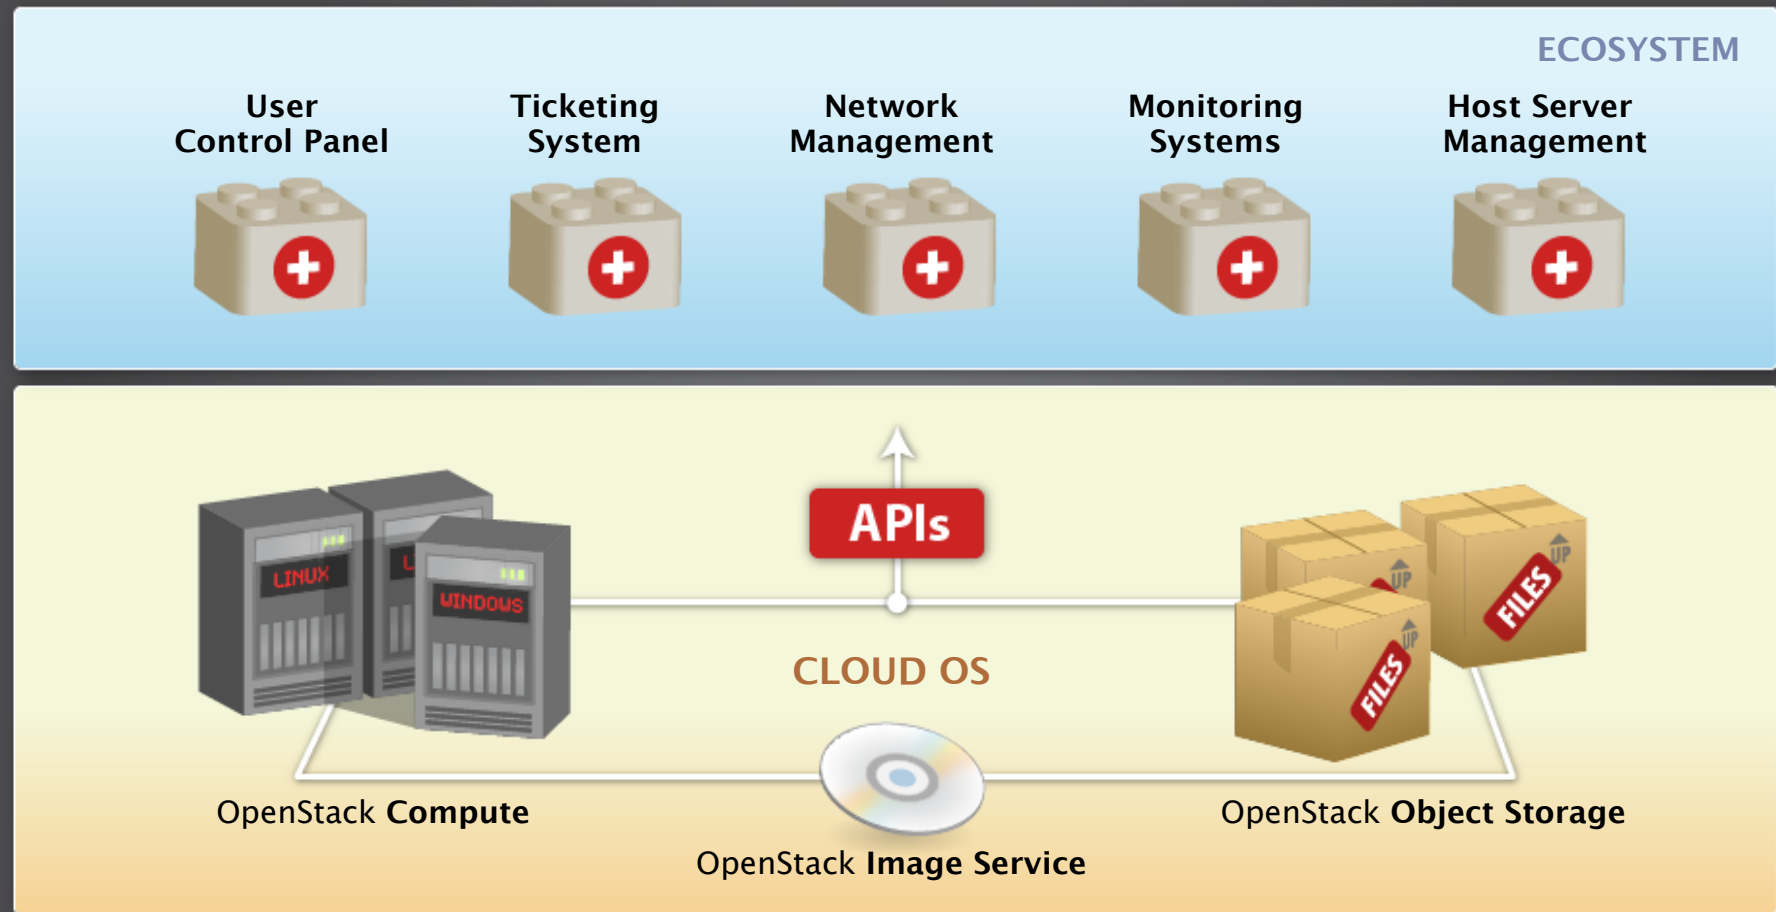 ECOSYSTEM
User
Control Panel
Ticketing
System
Network
Management
Monitoring
Systems
Host Server
Management
APIs
LINUX
L
WINDOWS
UP
UP
FILES
UP
FILES
CLOUD OS
OpenStack Compute
OpenStack Object Storage
OpenStack Image Service